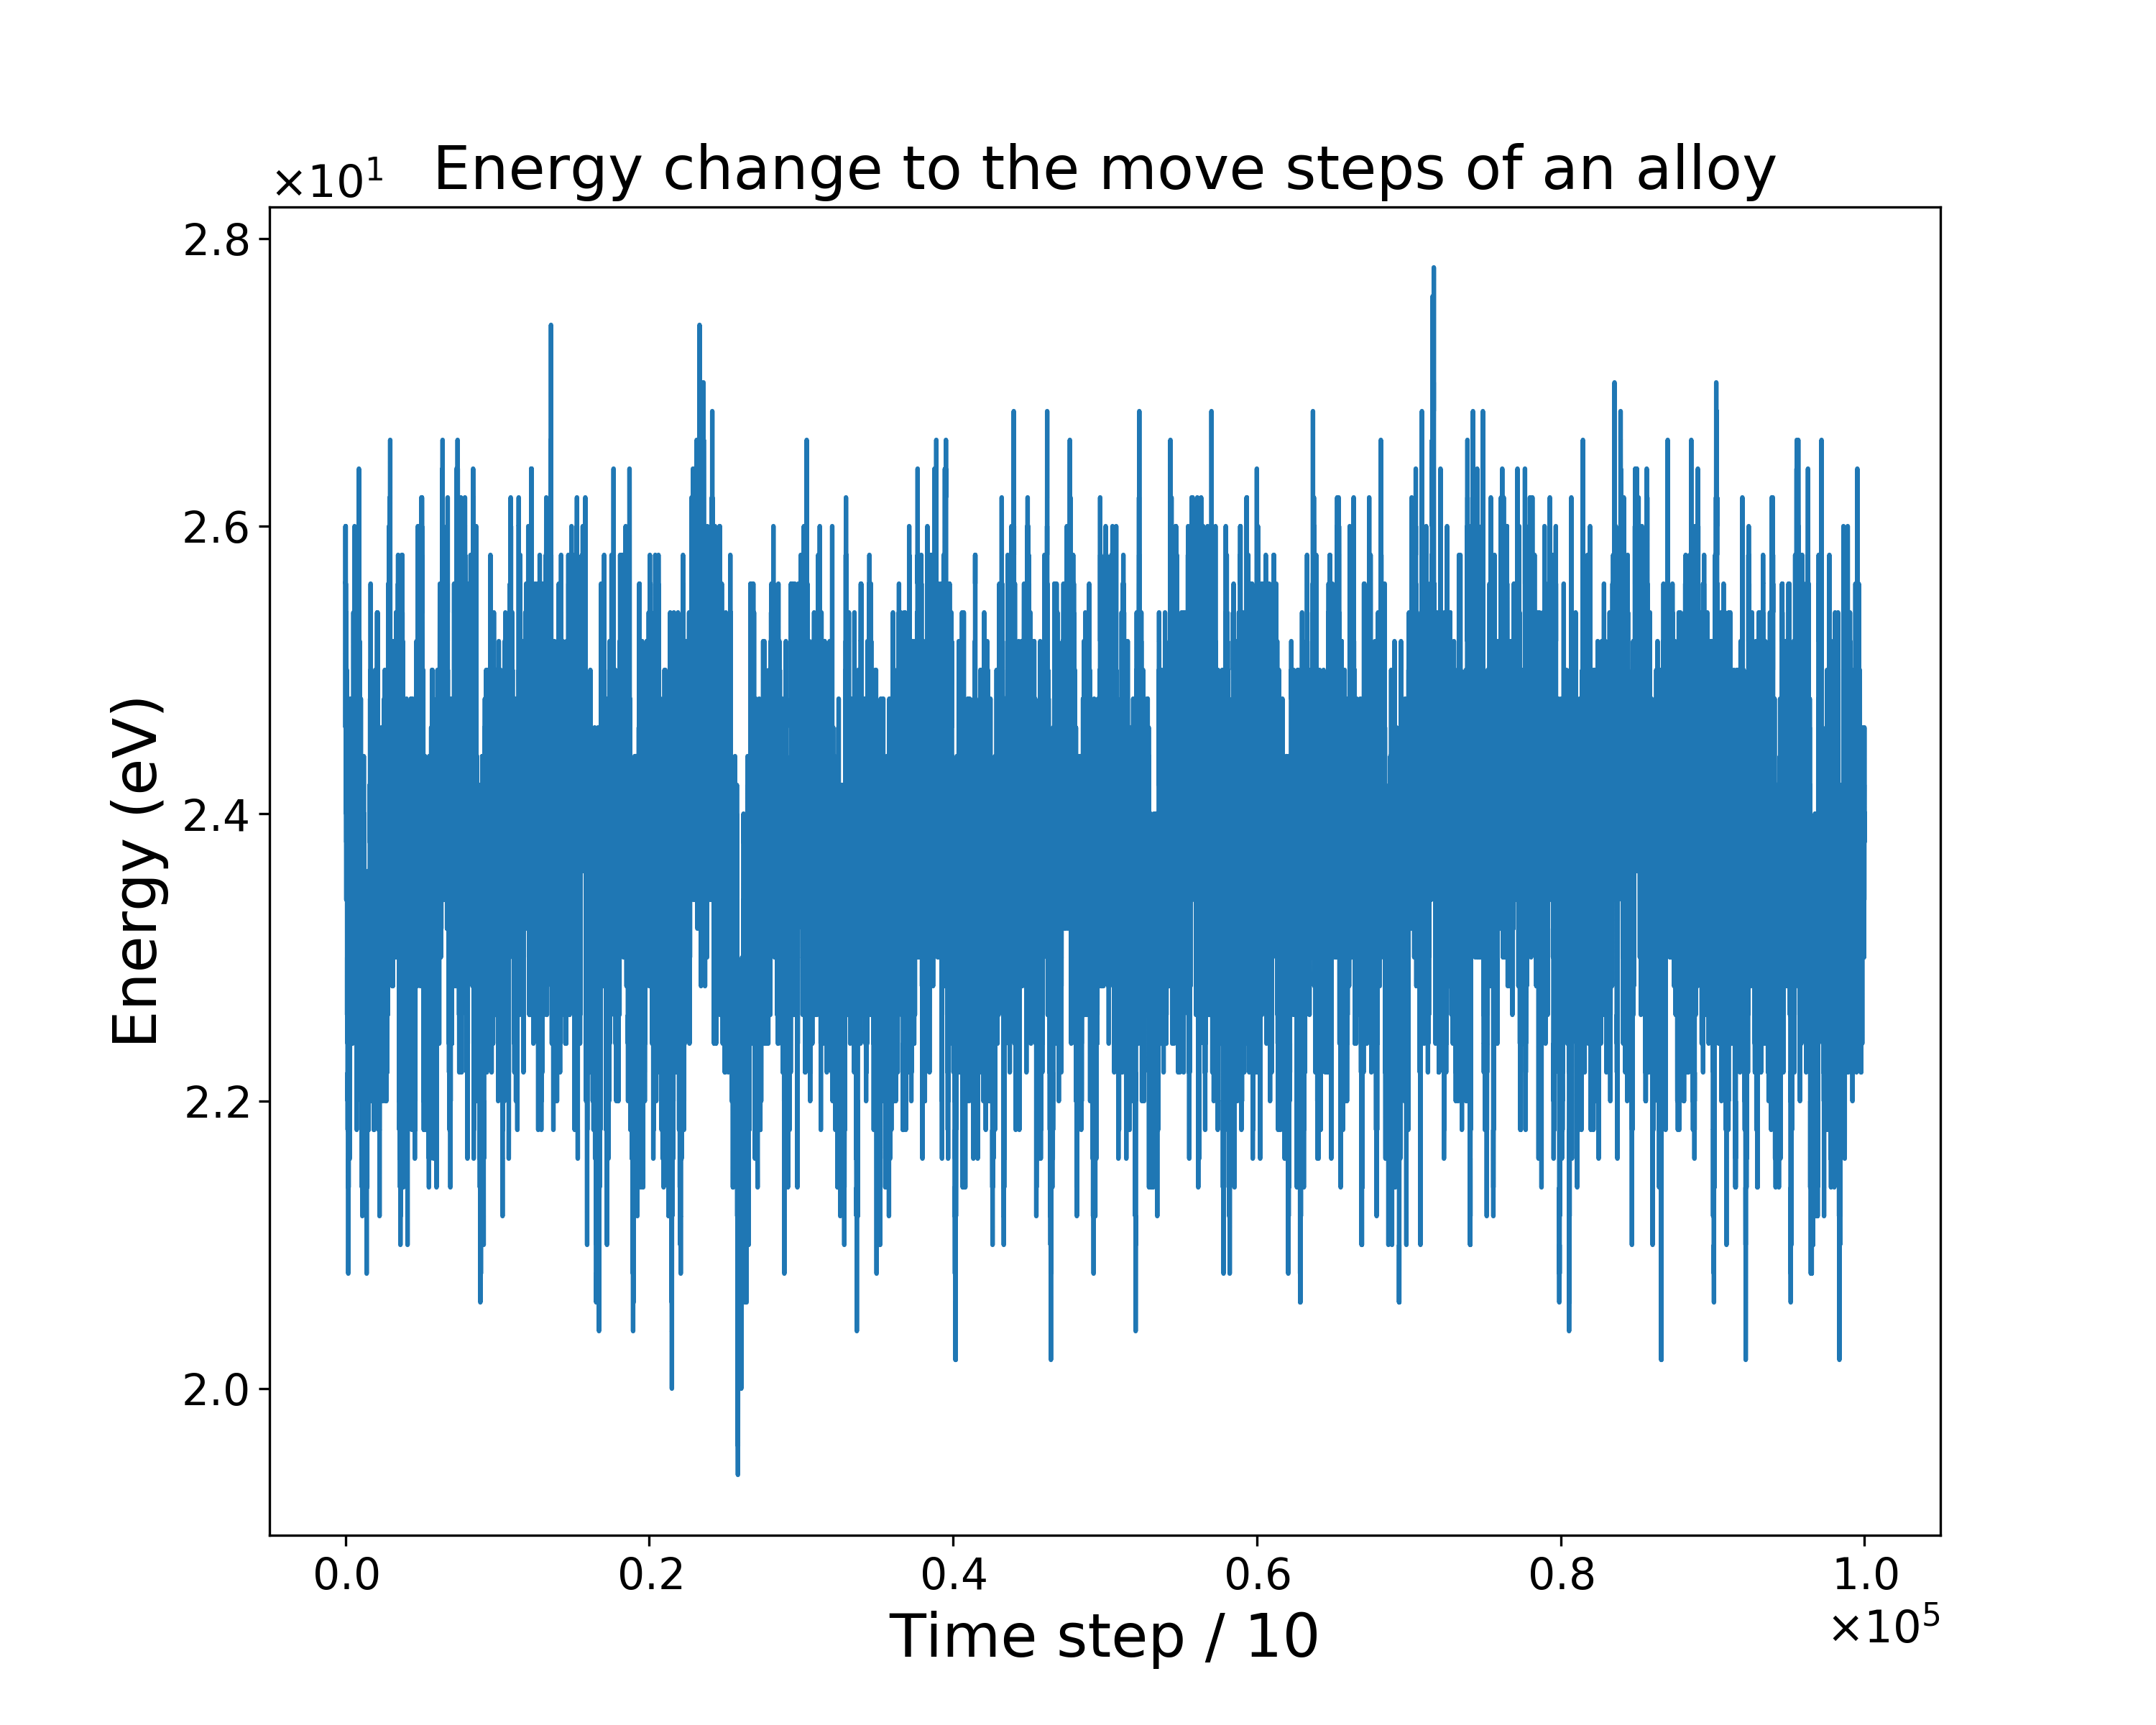 Energy change to the move steps of an alloy
×10¹
2.8
2.6
2.4
2.2
2.0
Energy (eV)
0.0 0.2 0.4 0.6 0.8 1.0
×10⁵
Time step / 10